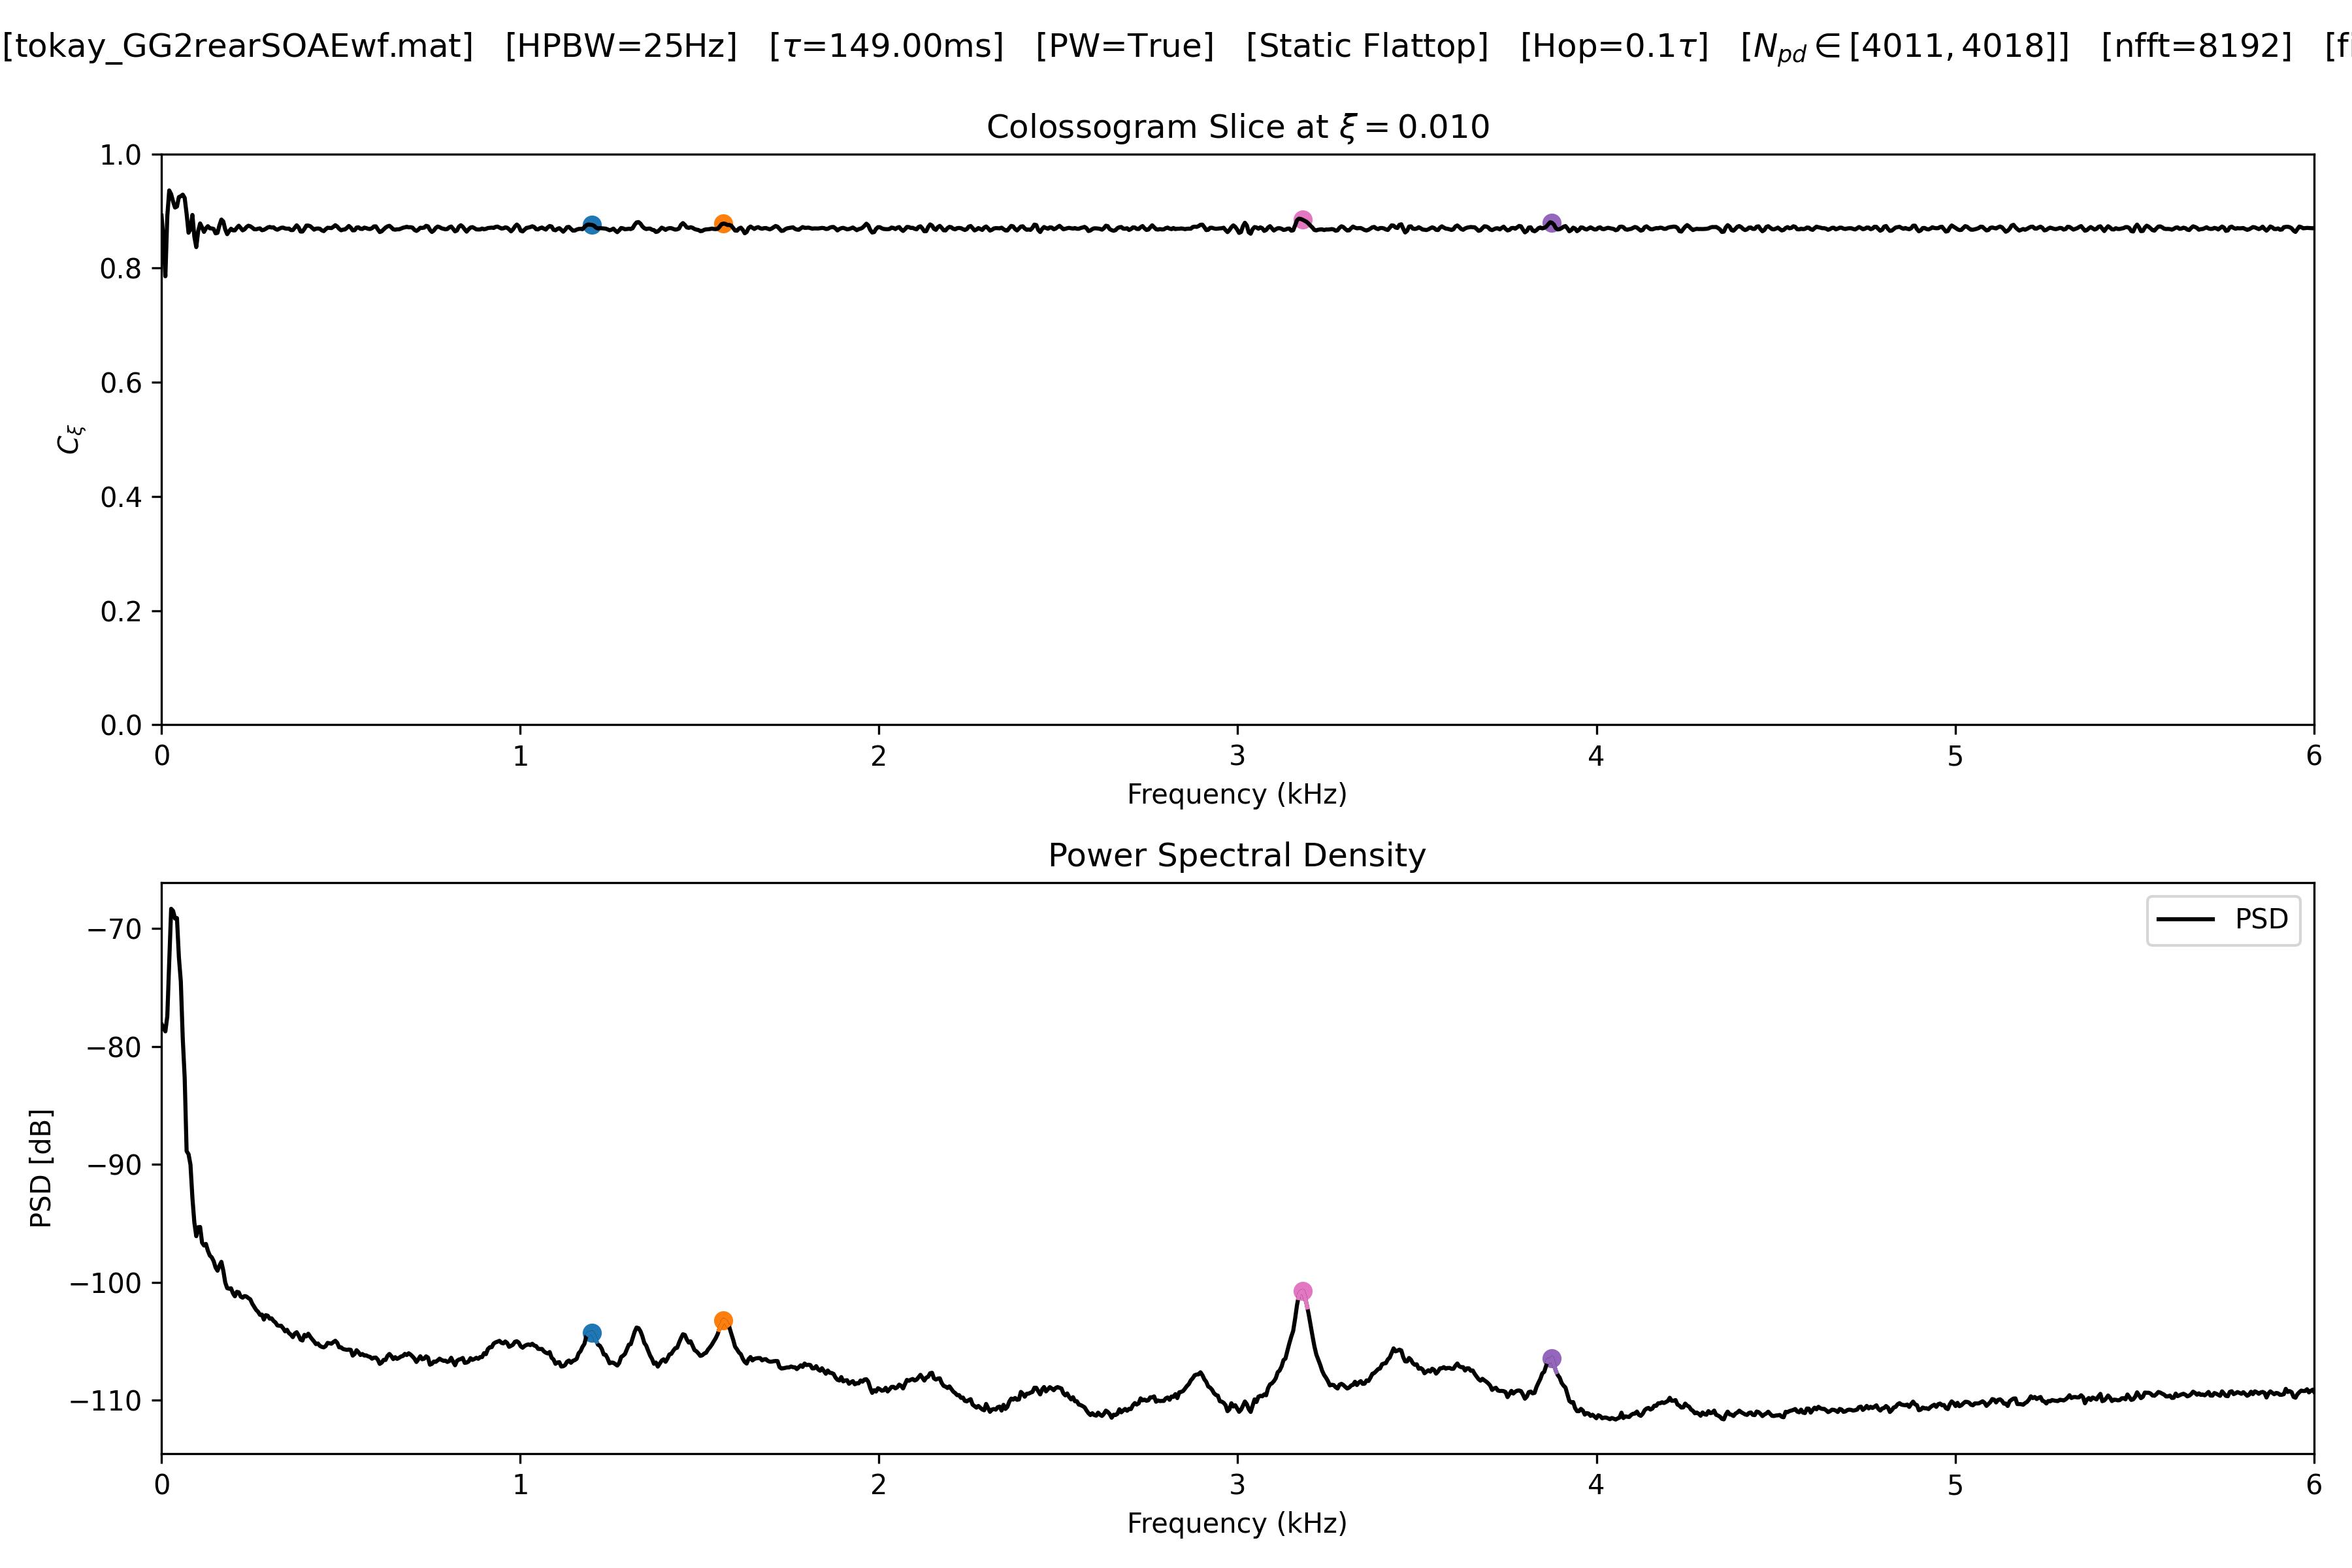 [tokay_GG2rearSOAEwf.mat] [HPBW=25Hz] [τ=149.00ms] [PW=True] [Static Flattop] [Hop=0.1τ] [N_pd ∈ [4011, 4018]] [nfft=8192]
Colossogram Slice at ξ = 0.010
1.0
0.8
0.6
0.4
0.2
0.0
C_ξ
0 1 2 3 4 5 6
Frequency (kHz)
Power Spectral Density
PSD
−70
−80
−90
−100
−110
PSD [dB]
0 1 2 3 4 5 6
Frequency (kHz)